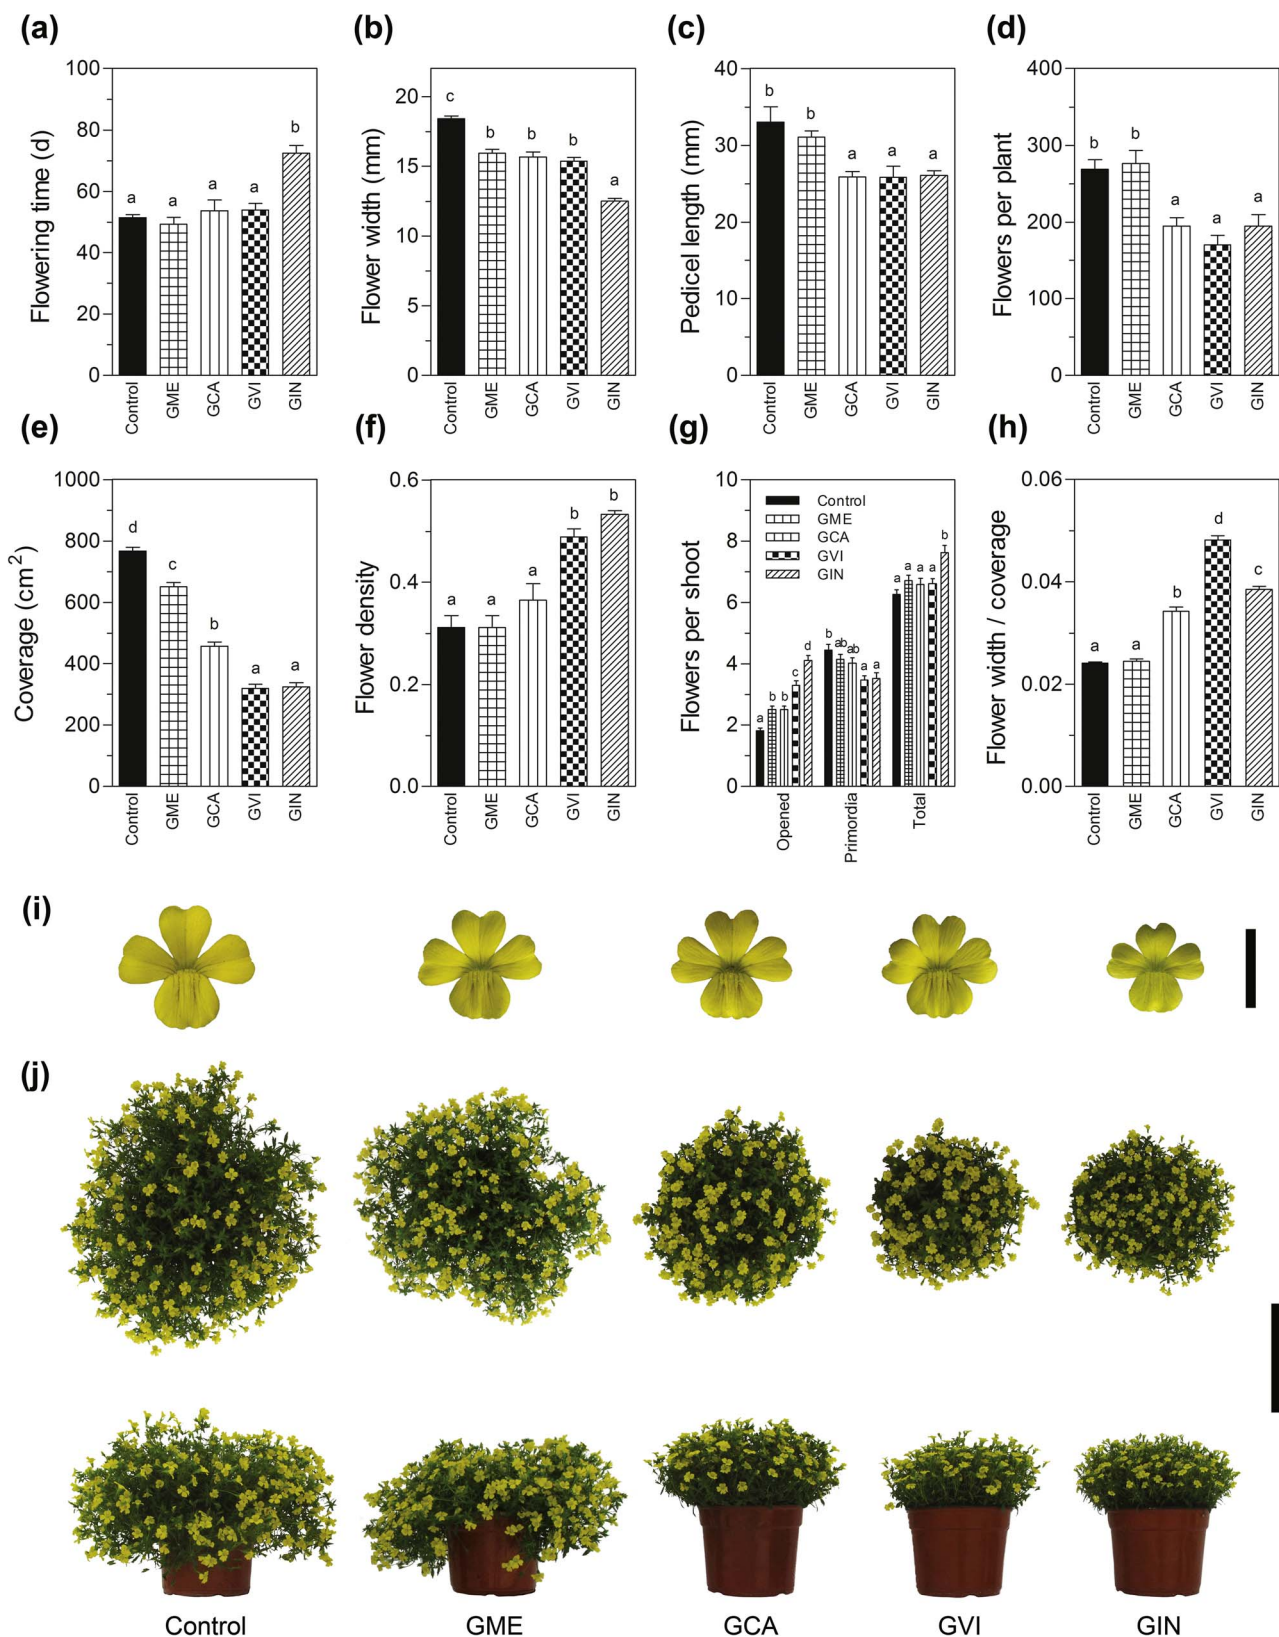 (a)
100
80
60
40
20
0
Flowering time (d)
a
a
a
a
b
Control
GME
GCA
GVI
GIN
(b)
20
15
10
5
0
Flower width (mm)
c
b
b
b
a
Control
GME
GCA
GVI
GIN
(c)
40
30
20
10
0
Pedicel length (mm)
b
b
a
a
a
Control
GME
GCA
GVI
GIN
(d)
400
300
200
100
0
Flowers per plant
b
b
a
a
a
Control
GME
GCA
GVI
GIN
(e)
1000
800
600
400
200
0
Coverage (cm²)
d
c
b
a
a
Control
GME
GCA
GVI
GIN
(f)
0.6
0.4
0.2
0.0
Flower density
a
a
a
b
b
Control
GME
GCA
GVI
GIN
(g)
10
8
6
4
2
0
Flowers per shoot
Control
GME
GCA
GVI
GIN
a
b
b
c
d
b
ab
ab
a
a
a
a
a
a
b
Opened
Primordia
Total
(h)
0.06
0.04
0.02
0.00
Flower width / coverage
a
a
b
d
c
Control
GME
GCA
GVI
GIN
(i)
(j)
Control
GME
GCA
GVI
GIN